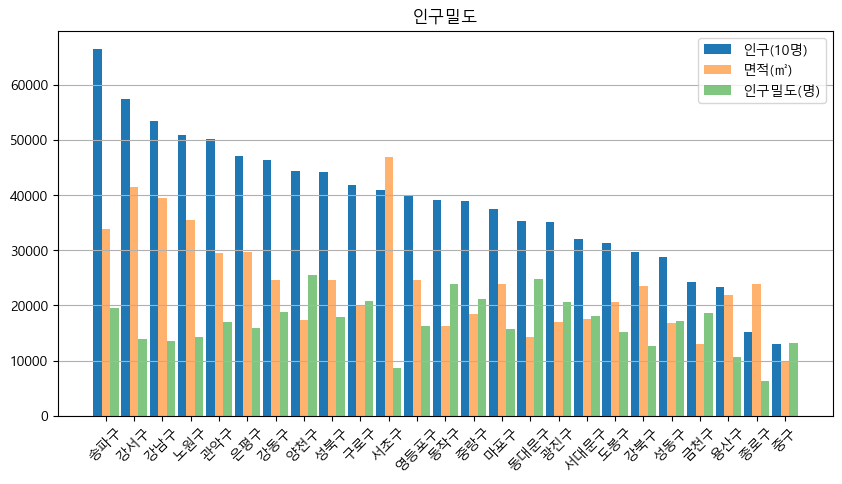 인구밀도
인구(10명)
면적(㎡)
인구밀도(명)
60000
50000
40000
30000
20000
10000
0
송파구 강서구 강남구 노원구 관악구 은평구 강동구 양천구 성북구 구로구 서초구 영등포구 동작구 중랑구 마포구 동대문구 광진구 서대문구 도봉구 강북구 성동구 금천구 용산구 종로구 중구